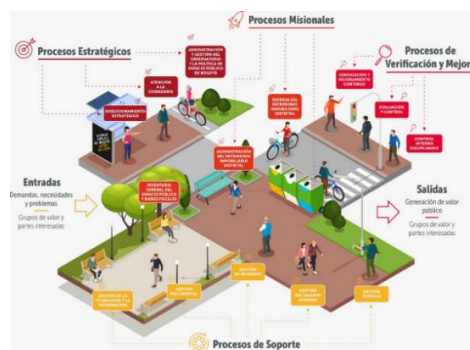 Procesos Misionales
Procesos Estratégicos
ADMINISTRACIÓN
Y GESTIÓN DEL
OBSERVATORIO
Y LA POLÍTICA DE
ESPACIO PÚBLICO
DE BOGOTÁ
Procesos de
Verificación y Mejor
ATENCIÓN
A LA
CIUDADANÍA
VERIFICACIÓN Y
MEJORAMIENTO
CONTINUO
DEFENSA DEL
PATRIMONIO
INMOBILIARIO
DISTRITAL
DIRECCIONAMIENTO
ESTRATÉGICO
EVALUACIÓN
Y CONTROL
CONTROL
INTERNO
DISCIPLINARIO
ADMINISTRACIÓN
DEL PATRIMONIO
INMOBILIARIO
DISTRITAL
Entradas
Demandas, necesidades
y problemas
Grupos de valor y
partes interesadas
INVENTARIO
GENERAL DEL
ESPACIO PÚBLICO
Y BIENES FISCALES
Salidas
Generación de valor
público
Grupos de valor y
partes interesadas
GESTIÓN
DE RECURSOS
GESTIÓN
DOCUMENTAL
GESTIÓN DE LA
INFORMACIÓN
GESTIÓN
DEL TALENTO
HUMANO
GESTIÓN
JURÍDICA
Procesos de Soporte